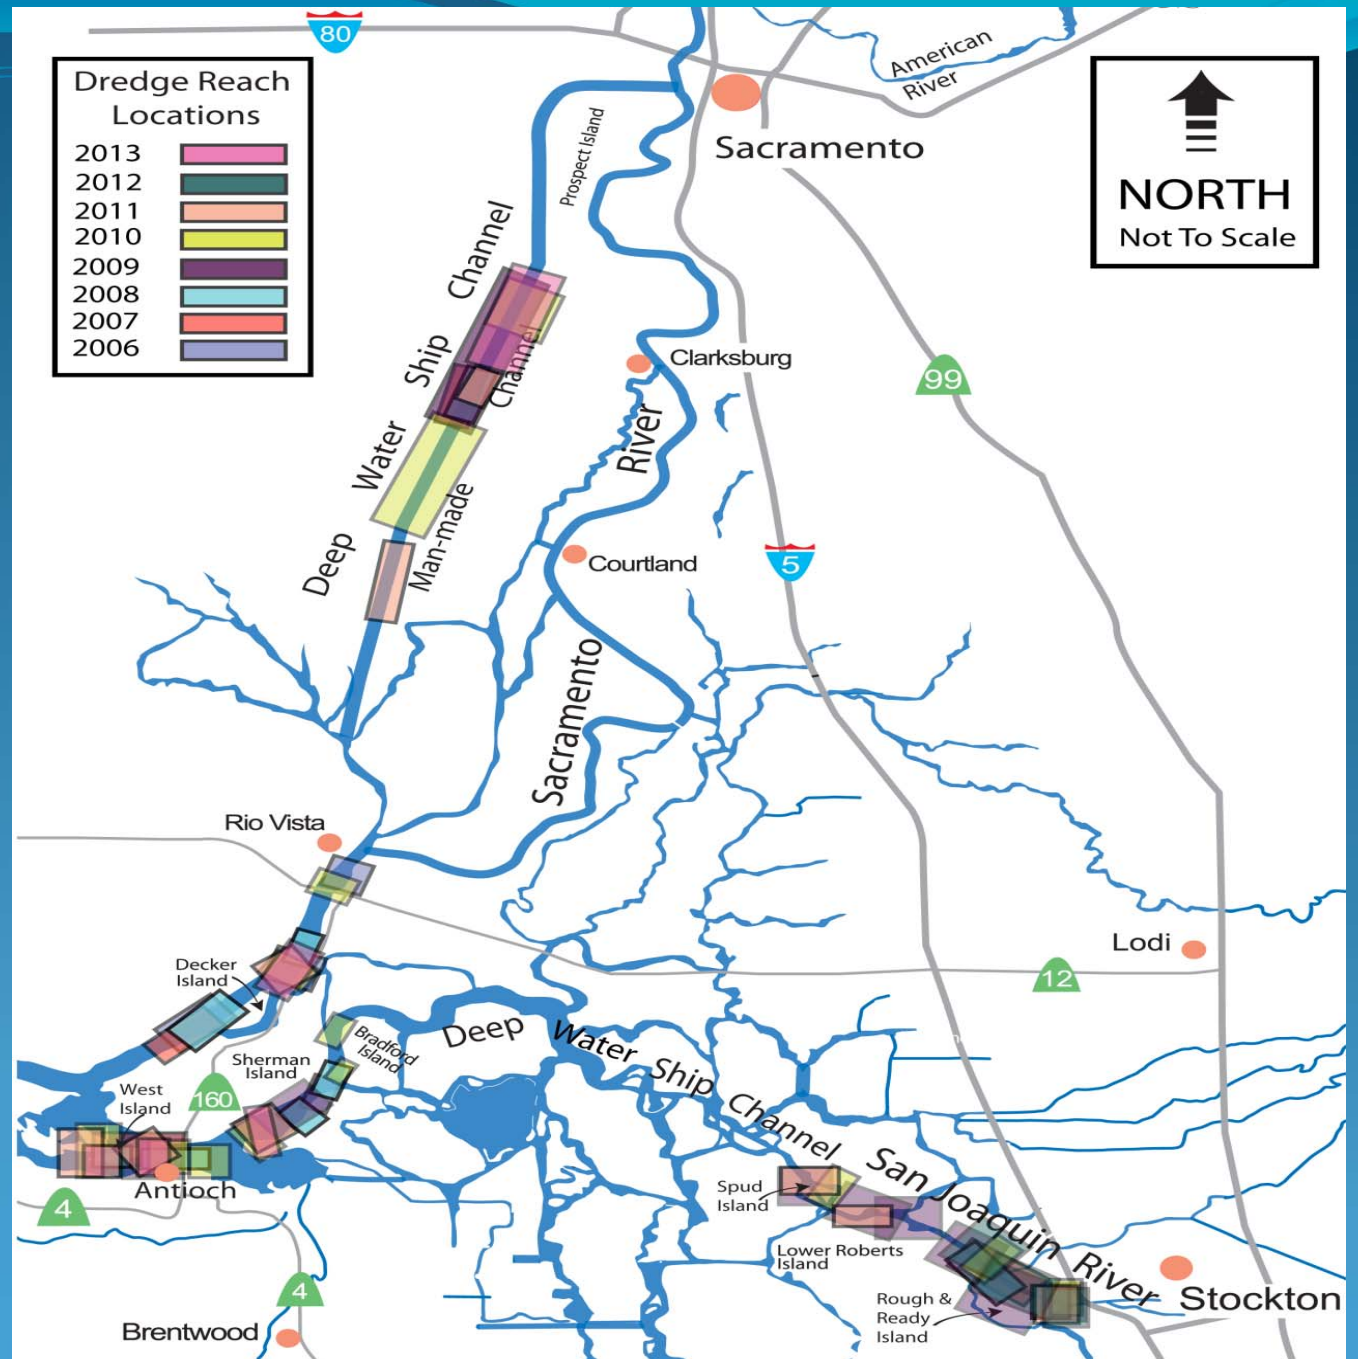 80
American
River
Dredge Reach
Locations
2013
2012
2011
2010
2009
2008
2007
2006
NORTH
Not To Scale
Sacramento
Prospect Island
Deep Water Ship Channel
Man-made Channel
Clarksburg
99
Sacramento River
Courtland
5
Rio Vista
Lodi
12
Decker
Island
Deep Water Ship Channel
Bradford
Island
Sherman
Island
160
West
Island
Antioch
4
San Joaquin River
Spud
Island
Lower Roberts
Island
Rough &
Ready
Island
Stockton
4
Brentwood